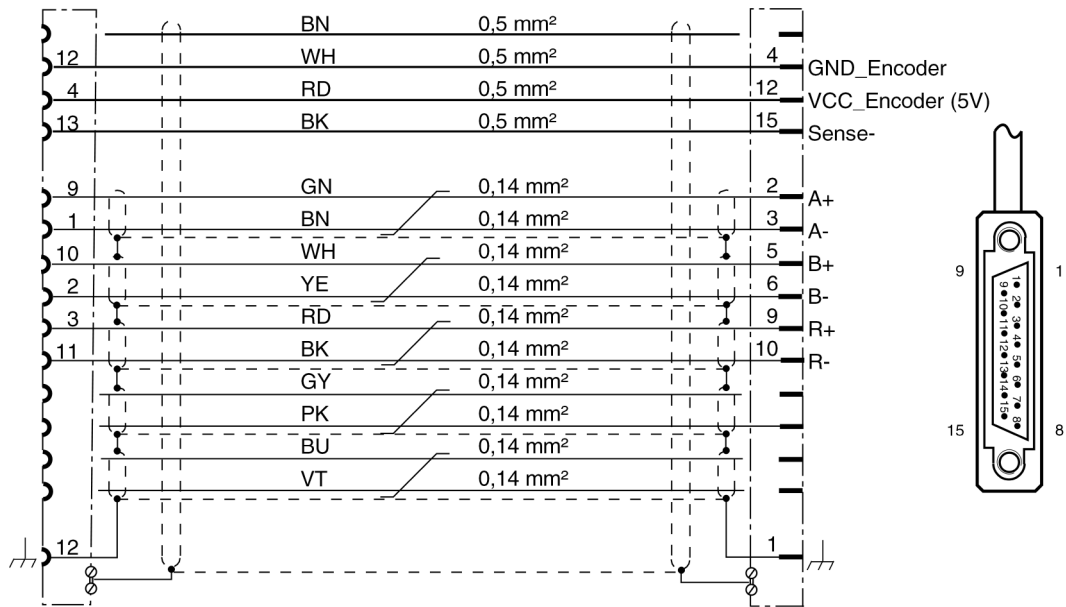 BN 0,5 mm²
12 WH 0,5 mm² 4 GND_Encoder
4 RD 0,5 mm² 12 VCC_Encoder (5V)
13 BK 0,5 mm² 15 Sense-
9 GN 0,14 mm² 2 A+
1 BN 0,14 mm² 3 A-
10 WH 0,14 mm² 5 B+
2 YE 0,14 mm² 6 B-
3 RD 0,14 mm² 9 R+
11 BK 0,14 mm² 10 R-
GY 0,14 mm²
PK 0,14 mm²
BU 0,14 mm²
VT 0,14 mm²
12 1
9 1
1 2 3 4 5 6 7 8
9 10 11 12 13 14 15
15 8